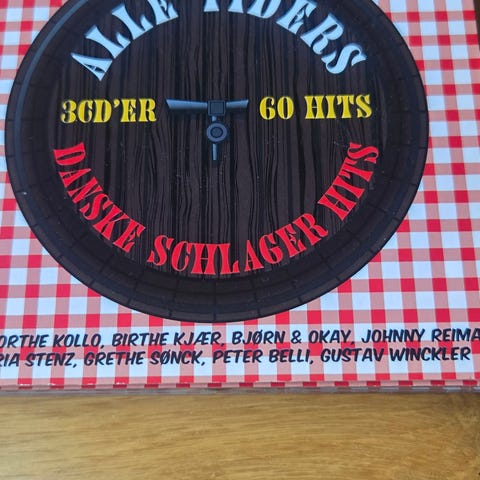 ALLE TIDERS
3CD'ER 60 HITS
DANSKE SCHLAGER HITS
ORTHE KOLLO, BIRTHE KJÆR, BJØRN & OKAY, JOHNNY REIMA
RIA STENZ, GRETHE SØNCK, PETER BELLI, GUSTAV WINCKLER